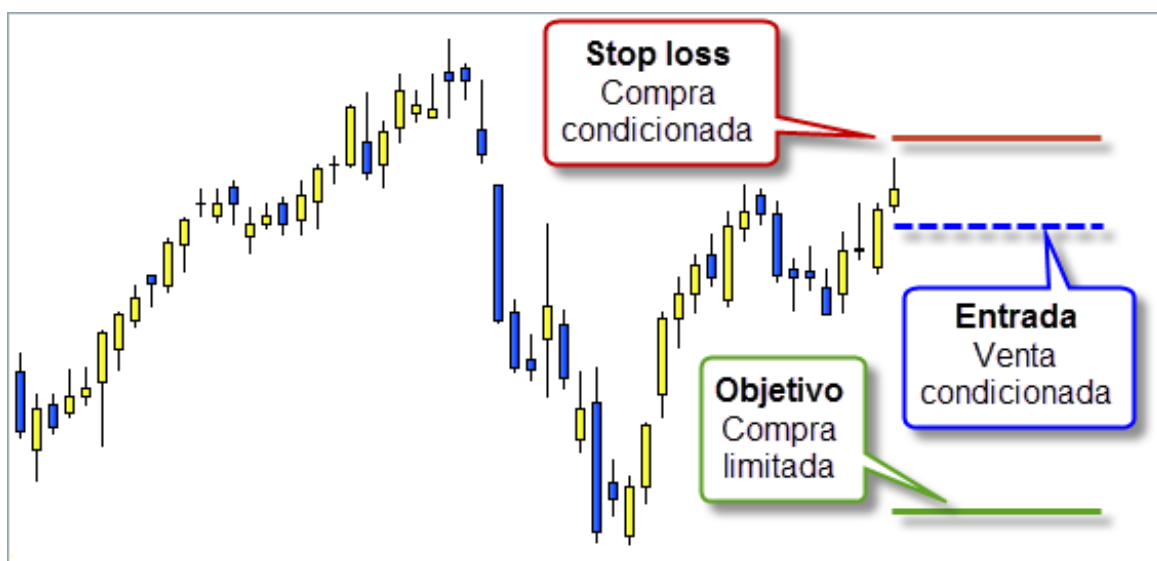 Stop loss
Compra
condicionada
Entrada
Venta
condicionada
Objetivo
Compra
limitada